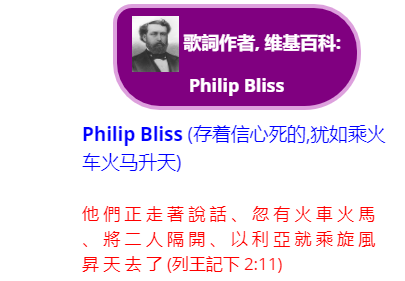 歌詞作者, 维基百科:
Philip Bliss
Philip Bliss (存着信心死的,犹如乘火
车火马升天)
他們正走著說話、忽有火車火馬
、將二人隔開、以利亞就乘旋風
昇天去了(列王記下 2:11)